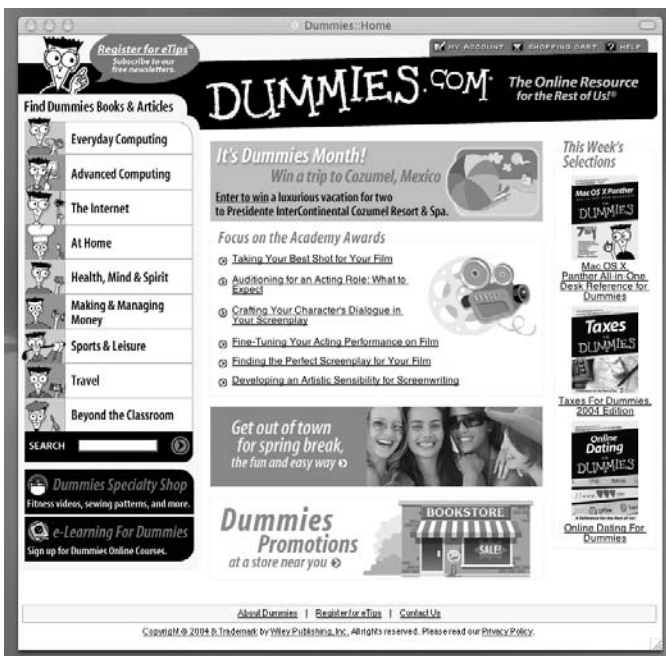 Dummies::Home
Register for eTips™
Subscribe to our
free newsletters.
MY ACCOUNT SHOPPING CART ? HELP
DUMMIES.COM®
The Online Resource
for the Rest of Us!®
Find Dummies Books & Articles
Everyday Computing
Advanced Computing
The Internet
At Home
Health, Mind & Spirit
Making & Managing
Money
Sports & Leisure
Travel
Beyond the Classroom
SEARCH
Dummies Specialty Shop
Fitness videos, sewing patterns, and more.
e-Learning For Dummies
Sign up for Dummies Online Courses.
It's Dummies Month!
Win a trip to Cozumel, Mexico
Enter to win a luxurious vacation for two
to Presidente InterContinental Cozumel Resort & Spa.
Focus on the Academy Awards
Taking Your Best Shot for Your Film
Auditioning for an Acting Role: What to
Expect
Crafting Your Character's Dialogue in
Your Screenplay
Fine-Tuning Your Acting Performance on Film
Finding the Perfect Screenplay for Your Film
Developing an Artistic Sensibility for Screenwriting
Get out of town
for spring break,
the fun and easy way
Dummies
Promotions
at a store near you
BOOKSTORE
SALE!
This Week's
Selections
Mac OS X Panther
DUMMIES
Mac OS X
Panther All-in-One
Desk Reference for
Dummies
Taxes
FOR
DUMMIES
Taxes For Dummies,
2004 Edition
Online
Dating
FOR
DUMMIES
Online Dating For
Dummies
About Dummies | Register for eTips | Contact Us
Copyright © 2004 & Trademark by Wiley Publishing, Inc. All rights reserved. Please read our Privacy Policy.